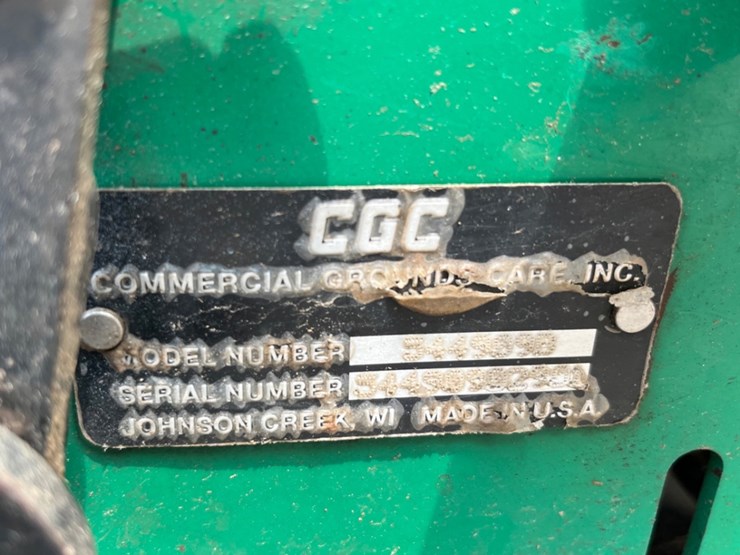 CGC
COMMERCIAL GROUNDS CARE, INC.
MODEL NUMBER
SERIAL NUMBER
JOHNSON CREEK, WI MADE IN U.S.A.